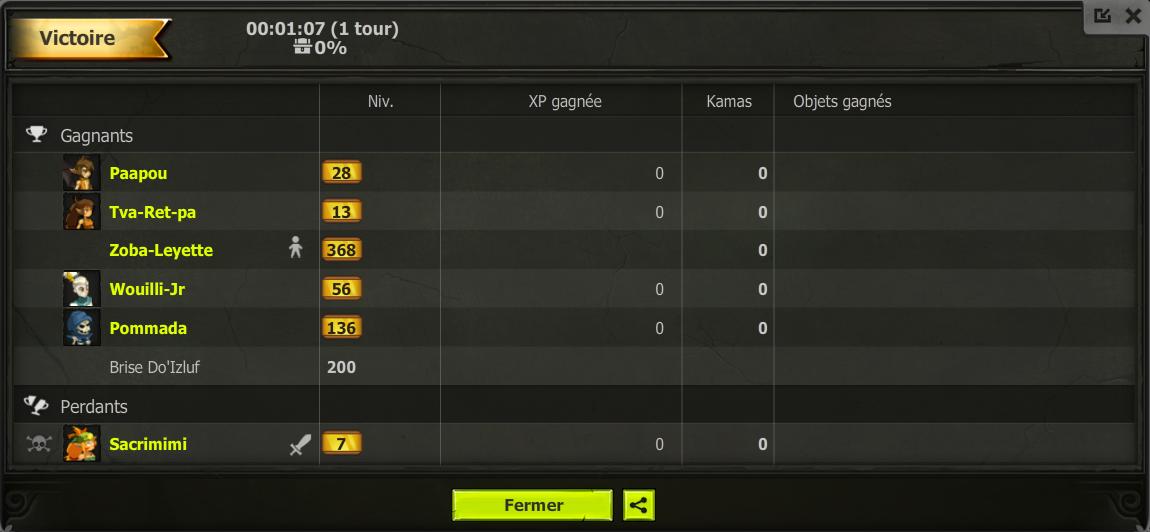 Victoire
00:01:07 (1 tour)
0%
Niv. XP gagnée Kamas Objets gagnés
Gagnants
Paapou 28 0 0
Tva-Ret-pa 13 0 0
Zoba-Leyette 368 0
Wouilli-Jr 56 0 0
Pommada 136 0 0
Brise Do'Izluf 200
Perdants
Sacrimimi 7 0 0
Fermer